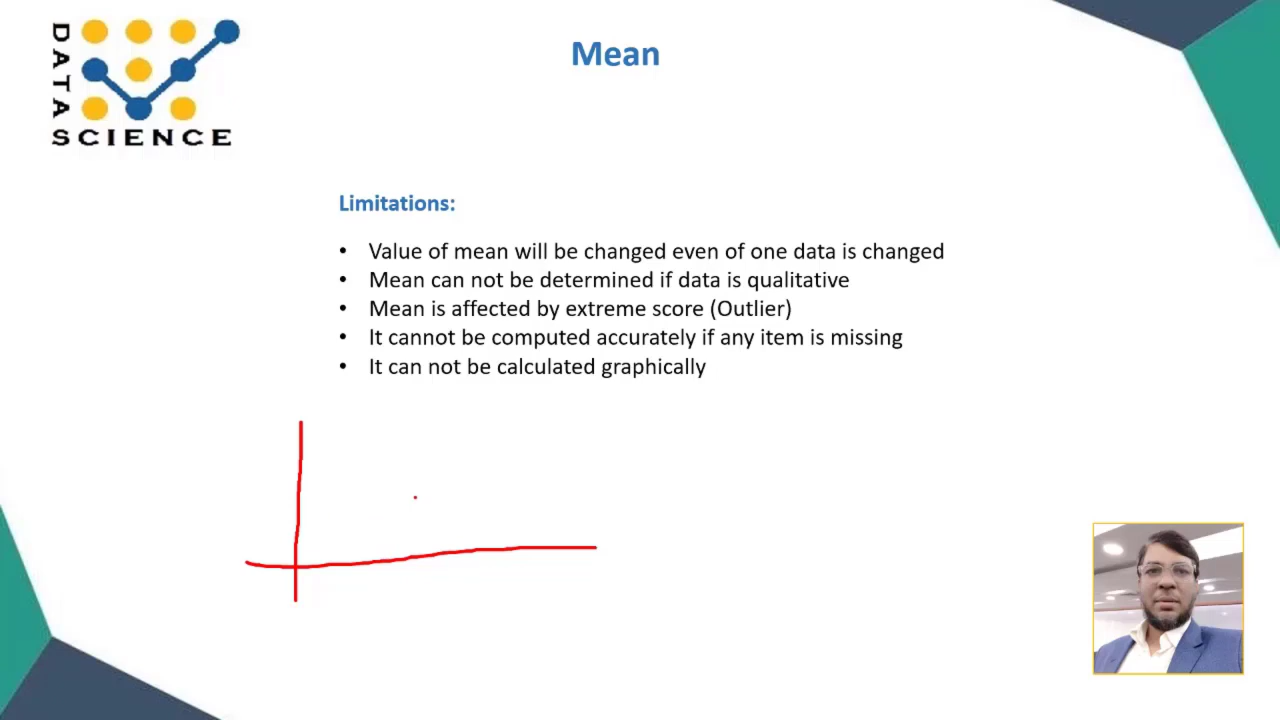 DATA
SCIENCE
Mean
Limitations:
• Value of mean will be changed even of one data is changed
• Mean can not be determined if data is qualitative
• Mean is affected by extreme score (Outlier)
• It cannot be computed accurately if any item is missing
• It can not be calculated graphically